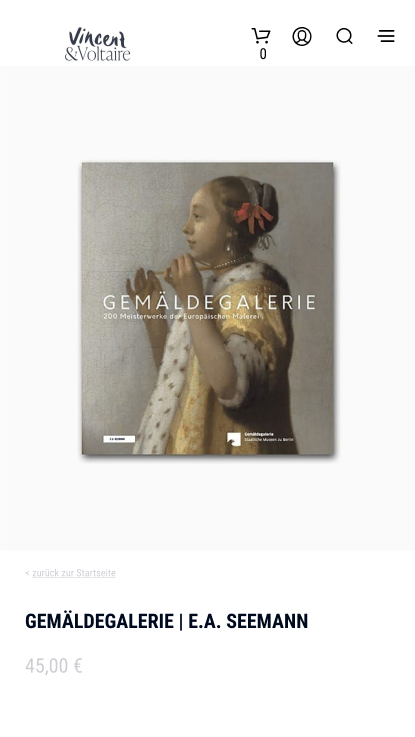 Vincent
&Voltaire
0
GEMÄLDEGALERIE
200 Meisterwerke der Europäischen Malerei
E.A. SEEMANN
Gemäldegalerie
Staatliche Museen zu Berlin
< zurück zur Startseite
GEMÄLDEGALERIE | E.A. SEEMANN
45,00 €